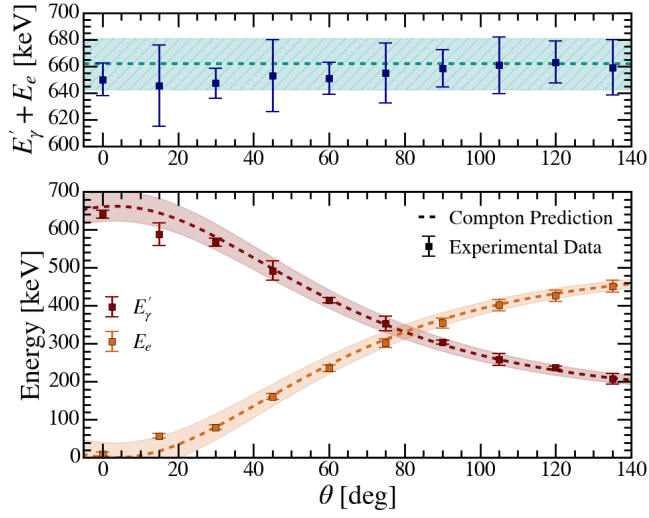 E′γ + Ee [keV]
680
660
640
620
600
0 20 40 60 80 100 120 140
Energy [keV]
700
600
500
400
300
200
100
0
Compton Prediction
Experimental Data
E′γ
Ee
0 20 40 60 80 100 120 140
θ [deg]